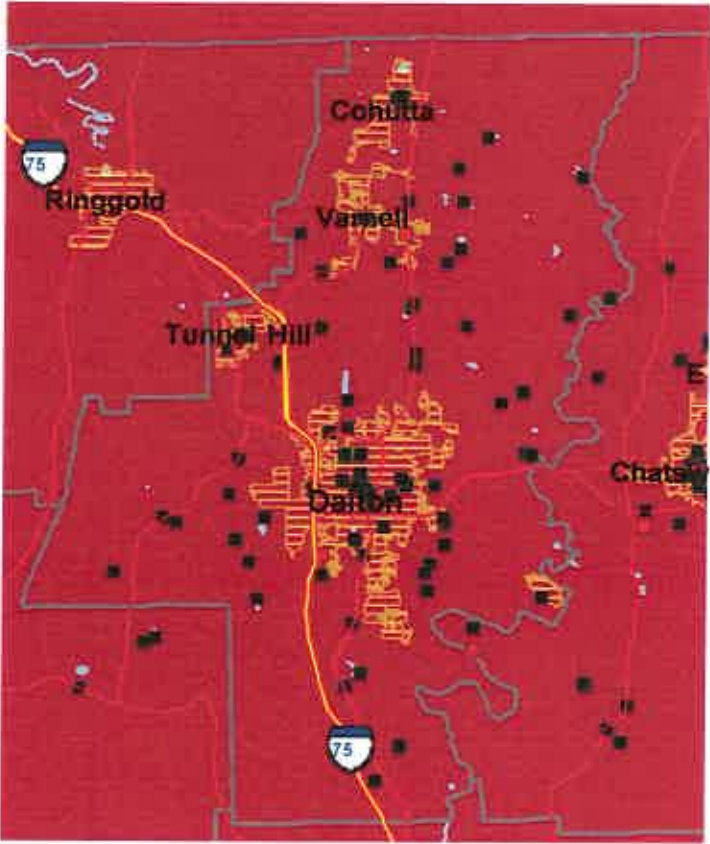 Cohutta
75
Ringgold
Varnell
Tunnel Hill
E
Chatsw
Dalton
75